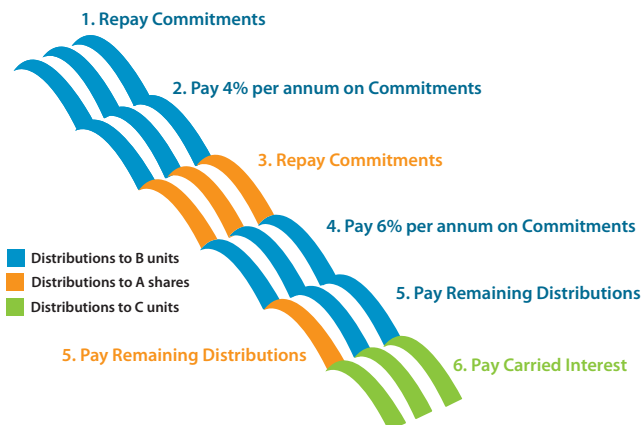 1. Repay Commitments
2. Pay 4% per annum on Commitments
3. Repay Commitments
4. Pay 6% per annum on Commitments
Distributions to B units
Distributions to A shares
Distributions to C units
5. Pay Remaining Distributions
5. Pay Remaining Distributions
6. Pay Carried Interest